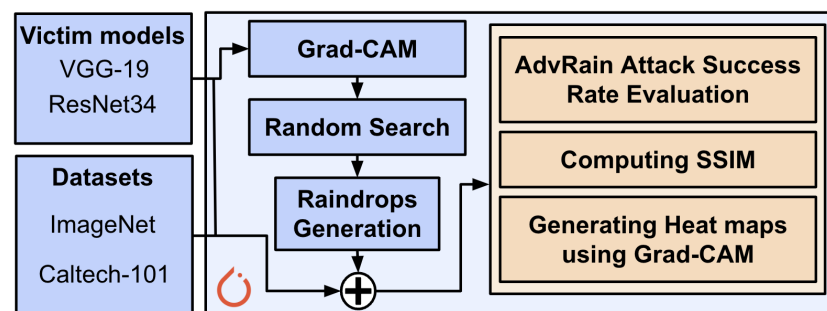 Victim models
VGG-19
ResNet34
Datasets
ImageNet
Caltech-101
Grad-CAM
Random Search
Raindrops
Generation
AdvRain Attack Success
Rate Evaluation
Computing SSIM
Generating Heat maps
using Grad-CAM